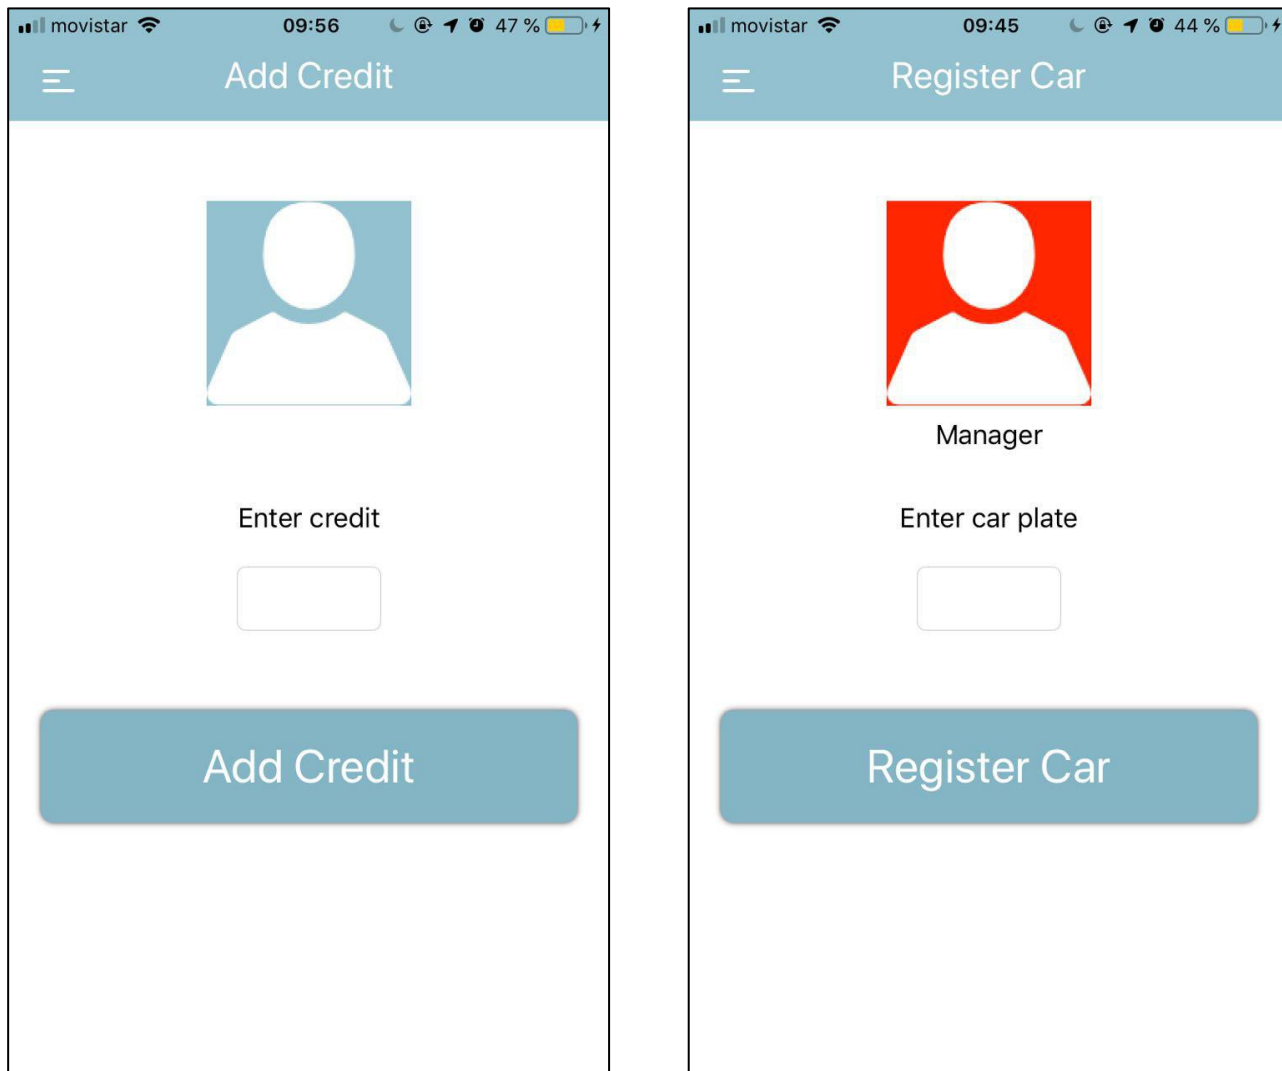 movistar 09:56 47 %
Add Credit
Enter credit
Add Credit
movistar 09:45 44 %
Register Car
Manager
Enter car plate
Register Car